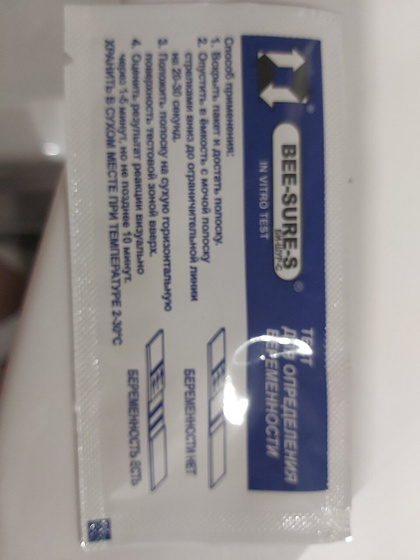 BEE-SURE-S
®
IN VITRO TEST
ТЕСТ
ДЛЯ ОПРЕДЕЛЕНИЯ
БЕРЕМЕННОСТИ
Способ применения:
1. Вскрыть пакет и достать полоску.
2. Опустить в ёмкость с мочой полоску
стрелками вниз до ограничительной линии
на 20-30 секунд.
3. Положить полоску на сухую горизонтальную
поверхность тестовой зоной вверх.
4. Оценить результат реакции визуально
через 1-5 минут, но не позднее 10 минут.
ХРАНИТЬ В СУХОМ МЕСТЕ ПРИ ТЕМПЕРАТУРЕ 2-30°С
БЕРЕМЕННОСТИ НЕТ
БЕРЕМЕННОСТЬ ЕСТЬ